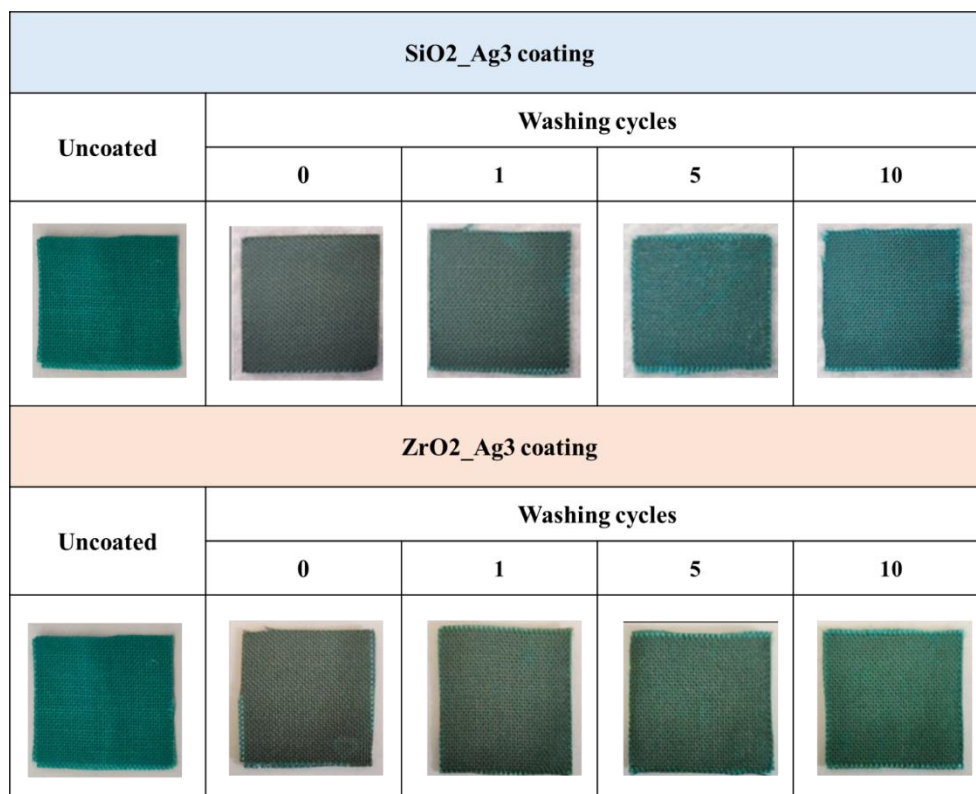 SiO2_Ag3 coating
Uncoated
Washing cycles
0 1 5 10
ZrO2_Ag3 coating
Uncoated
Washing cycles
0 1 5 10